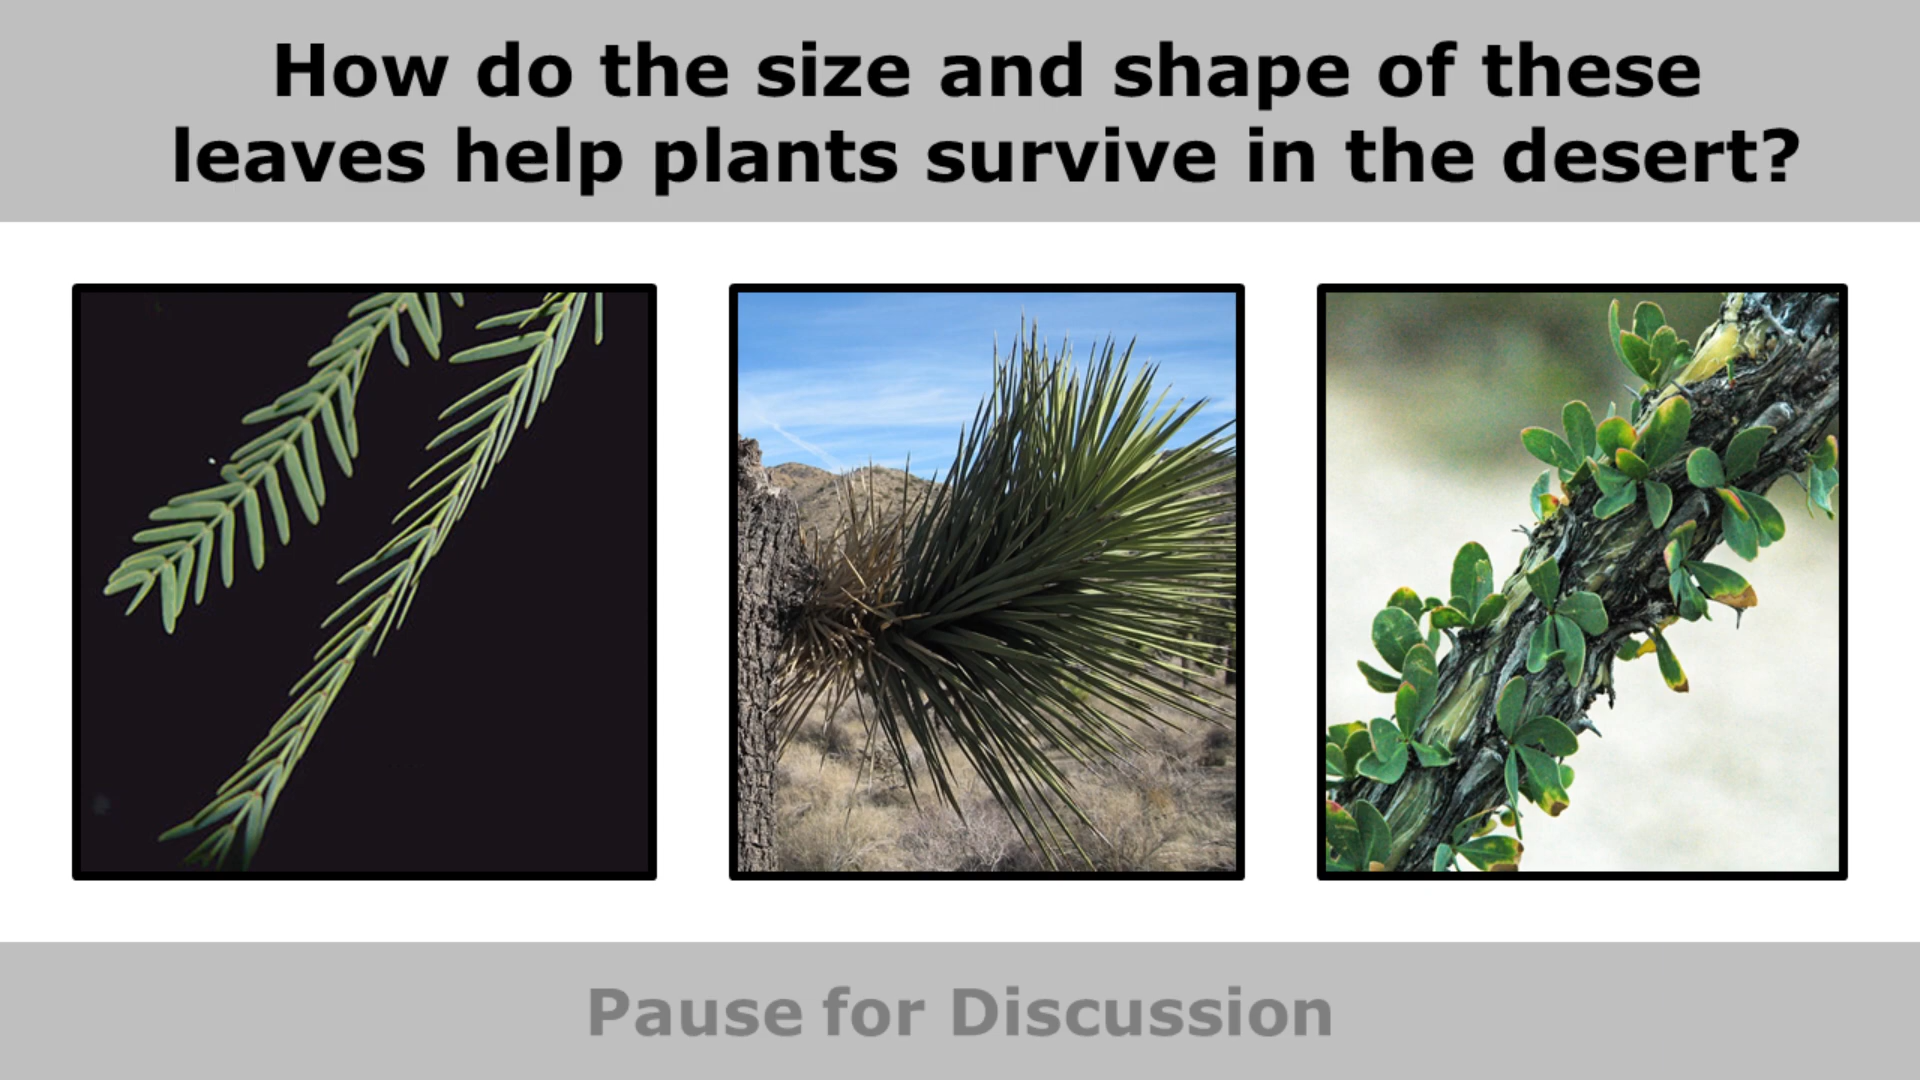 How do the size and shape of these
leaves help plants survive in the desert?
Pause for Discussion